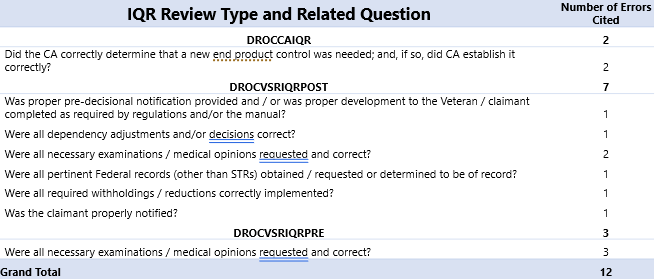 IQR Review Type and Related Question
Number of Errors
Cited
DROCCAIQR 2
Did the CA correctly determine that a new end product control was needed; and, if so, did CA establish it
correctly? 2
DROCVSRIQRPOST 7
Was proper pre-decisional notification provided and / or was proper development to the Veteran / claimant
completed as required by regulations and/or the manual? 1
Were all dependency adjustments and/or decisions correct? 1
Were all necessary examinations / medical opinions requested and correct? 2
Were all pertinent Federal records (other than STRs) obtained / requested or determined to be of record? 1
Were all required withholdings / reductions correctly implemented? 1
Was the claimant properly notified? 1
DROCVSRIQRPRE 3
Were all necessary examinations / medical opinions requested and correct? 3
Grand Total 12